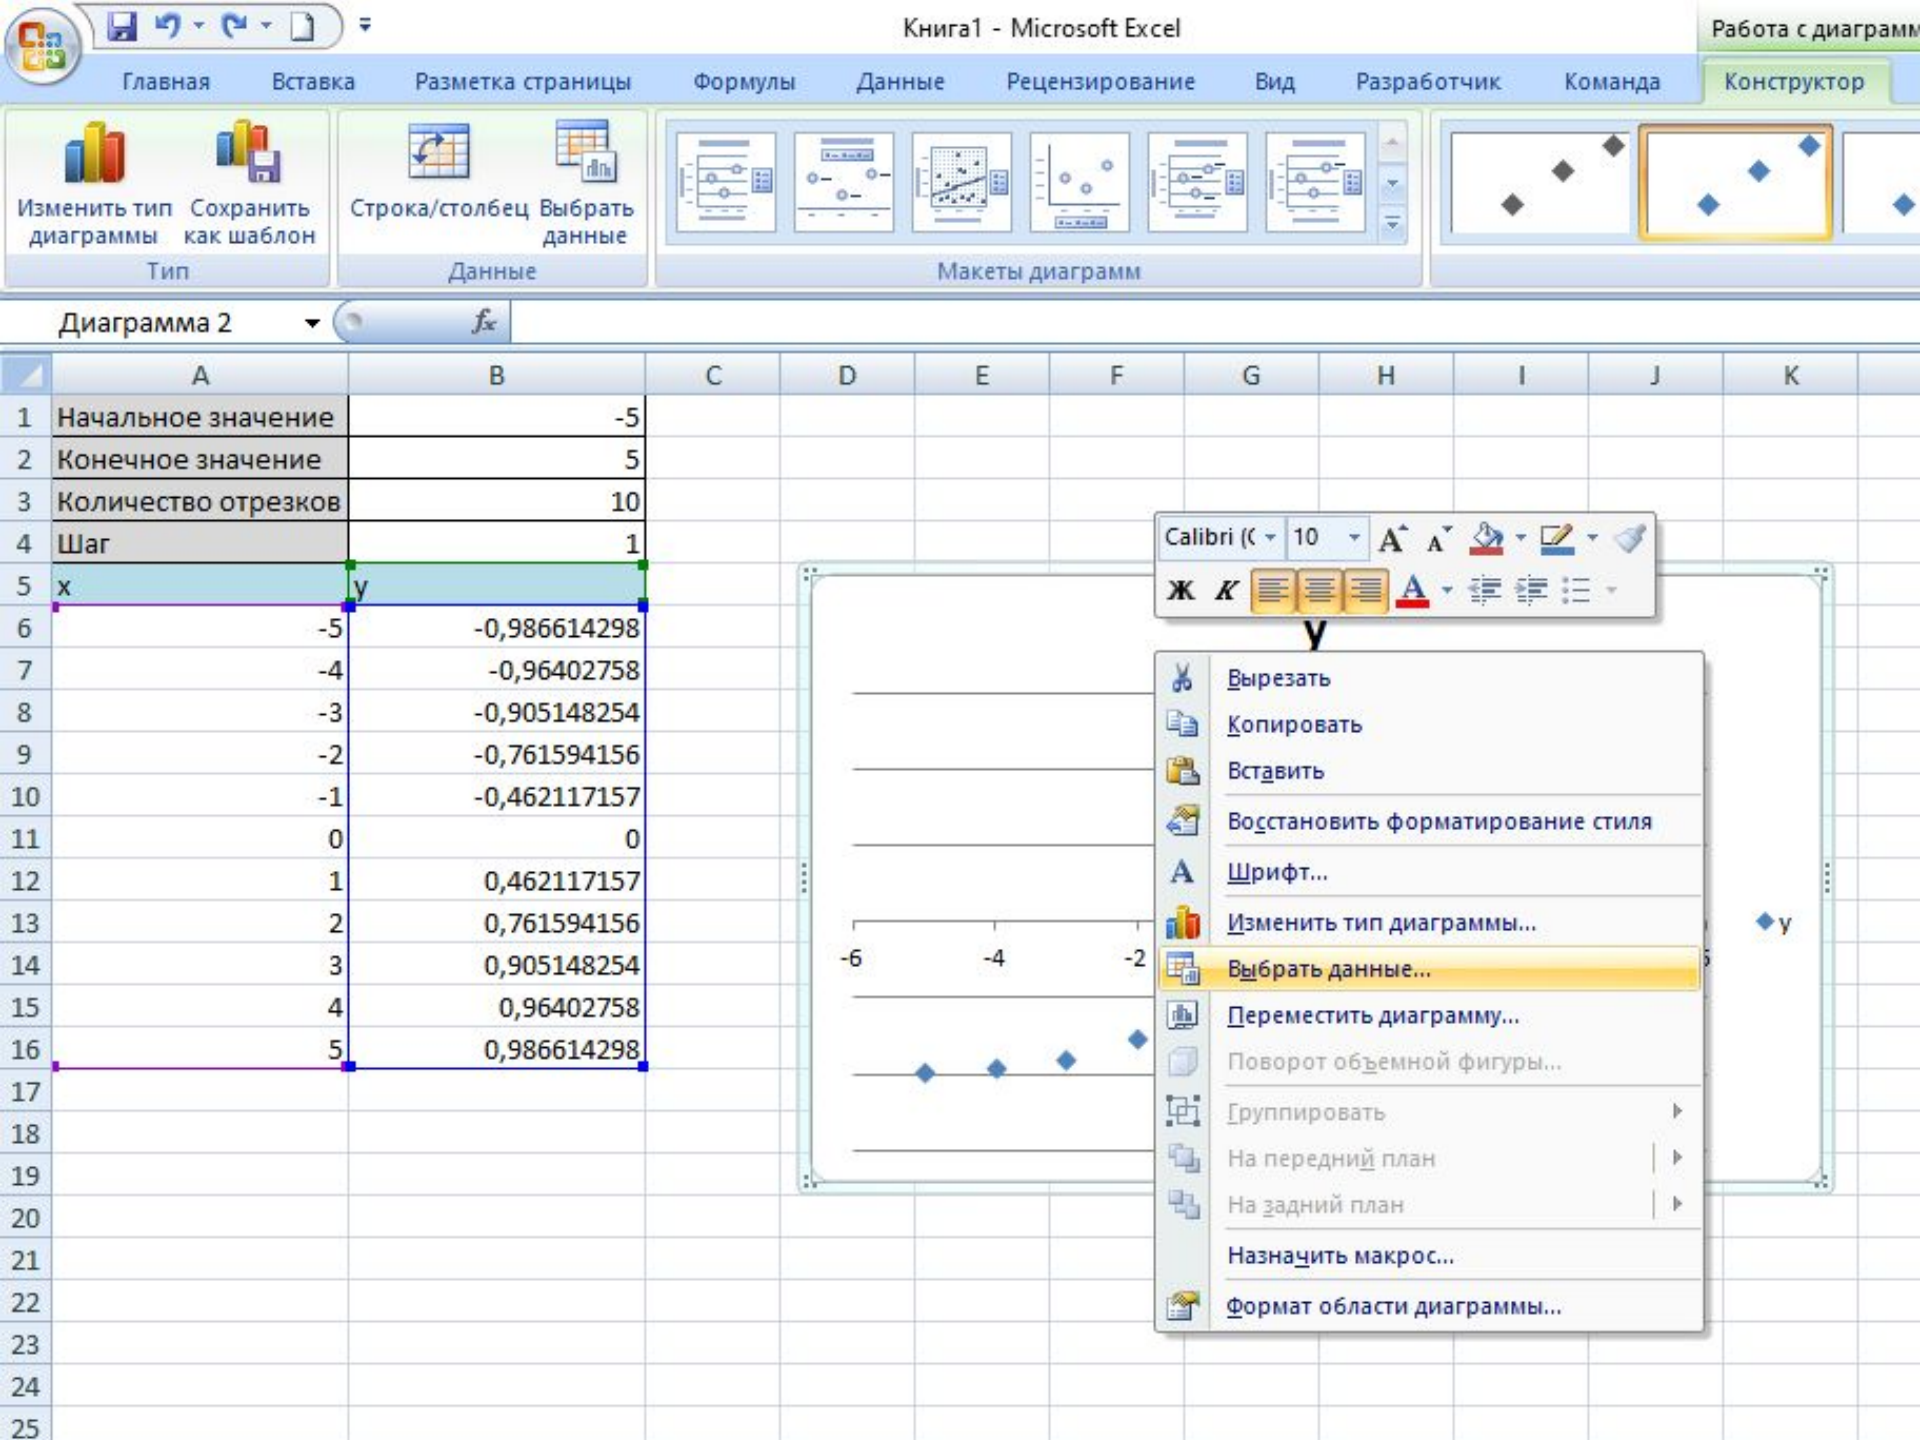 Книга1 - Microsoft Excel
Работа с диаграмм
Главная Вставка Разметка страницы Формулы Данные Рецензирование Вид Разработчик Команда Конструктор
Изменить тип диаграммы
Сохранить как шаблон
Строка/столбец
Выбрать данные
Тип Данные Макеты диаграмм
Диаграмма 2 fx
A B C D E F G H I J K
1 Начальное значение -5
2 Конечное значение 5
3 Количество отрезков 10
4 Шаг 1
5 x y
6 -5 -0,986614298
7 -4 -0,96402758
8 -3 -0,905148254
9 -2 -0,761594156
10 -1 -0,462117157
11 0 0
12 1 0,462117157
13 2 0,761594156
14 3 0,905148254
15 4 0,96402758
16 5 0,986614298
17
18
19
20
21
22
23
24
25
Calibri (С 10 A A
Ж К A
y
-6 -4 -2
y
Вырезать
Копировать
Вставить
Восстановить форматирование стиля
Шрифт...
Изменить тип диаграммы...
Выбрать данные...
Переместить диаграмму...
Поворот объемной фигуры...
Группировать
На передний план
На задний план
Назначить макрос...
Формат области диаграммы...